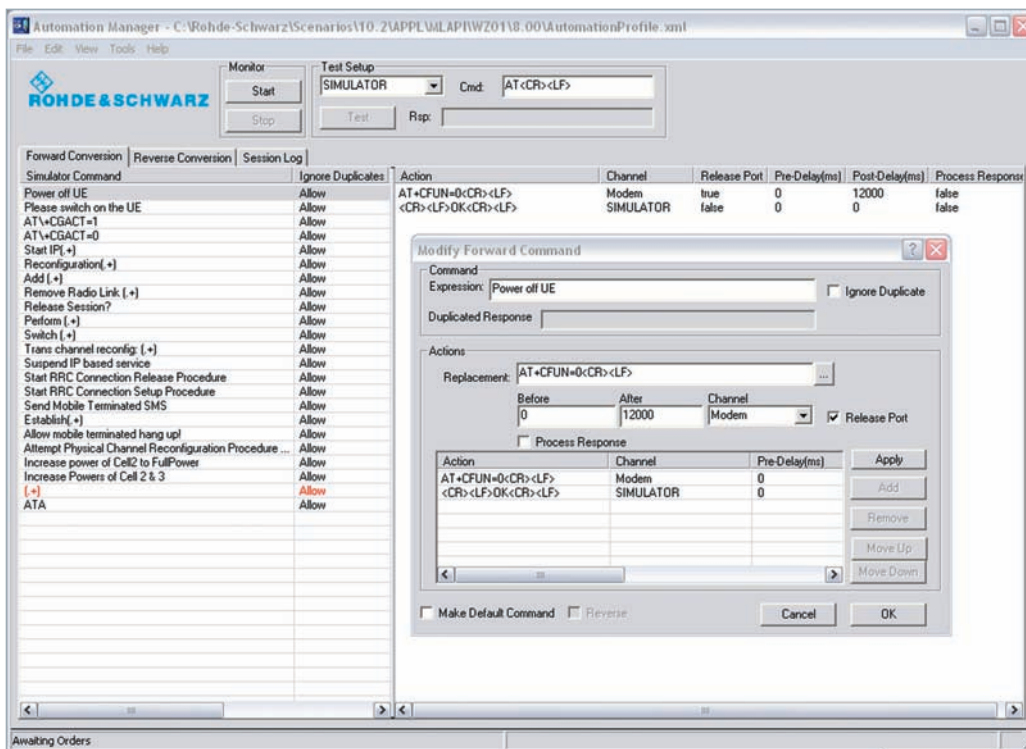 Automation Manager - C:\Rohde-Schwarz\Scenarios\10.2\APPL\MLAPI\WZ01\8.00\AutomationProfile.xml
File Edit View Tools Help
ROHDE & SCHWARZ
Monitor
Start
Stop
Test Setup
SIMULATOR
Cmd: AT<CR><LF>
Test
Rsp:
Forward Conversion Reverse Conversion Session Log
Simulator Command Ignore Duplicates
Power off UE Allow
Please switch on the UE Allow
AT\+CGACT=1 Allow
AT\+CGACT=0 Allow
Start IP(.+) Allow
Reconfiguration(.+) Allow
Add (.+) Allow
Remove Radio Link (.+) Allow
Release Session? Allow
Perform (.+) Allow
Switch (.+) Allow
Trans channel reconfig: (.+) Allow
Suspend IP based service Allow
Start RRC Connection Release Procedure Allow
Start RRC Connection Setup Procedure Allow
Send Mobile Terminated SMS Allow
Establish(.+) Allow
Allow mobile terminated hang up! Allow
Attempt Physical Channel Reconfiguration Procedure ... Allow
Increase power of Cell2 to FullPower Allow
Increase Powers of Cell 2 & 3 Allow
(.+) Allow
ATA Allow
Action Channel Release Port Pre-Delay(ms) Post-Delay(ms) Process Response
AT+CFUN=0<CR><LF> Modem true 0 12000 false
<CR><LF>OK<CR><LF> SIMULATOR false 0 0 false
Modify Forward Command
Command
Expression: Power off UE
Ignore Duplicate
Duplicated Response
Actions
Replacement: AT+CFUN=0<CR><LF> ...
Before After Channel
0 12000 Modem Release Port
Process Response
Action Channel Pre-Delay(ms)
AT+CFUN=0<CR><LF> Modem 0
<CR><LF>OK<CR><LF> SIMULATOR 0
Apply
Add
Remove
Move Up
Move Down
Make Default Command Reverse
Cancel OK
Awaiting Orders